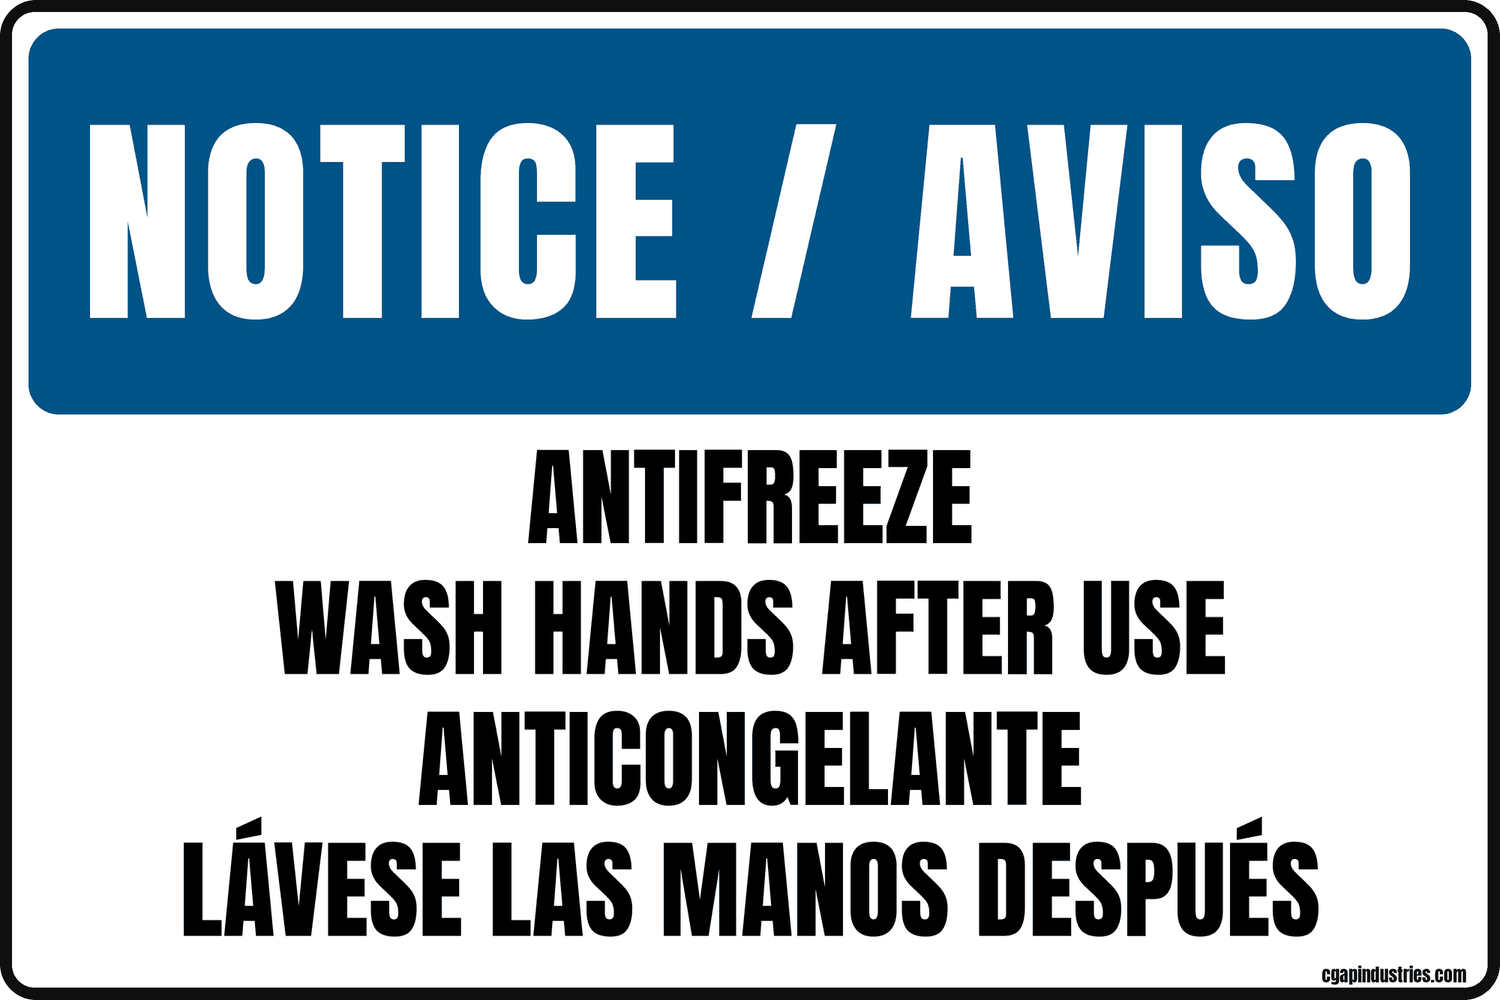 NOTICE / AVISO
ANTIFREEZE
WASH HANDS AFTER USE
ANTICONGELANTE
LÁVESE LAS MANOS DESPUÉS
cgapindustries.com